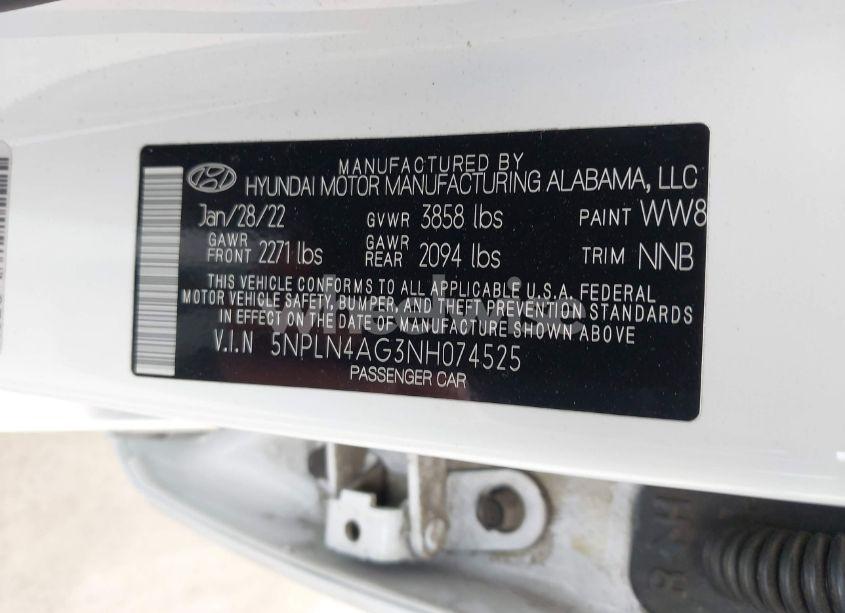 MANUFACTURED BY
HYUNDAI MOTOR MANUFACTURING ALABAMA, LLC
Jan/28/22 GVWR 3858 lbs PAINT WW8
GAWR FRONT 2271 lbs GAWR REAR 2094 lbs TRIM NNB
THIS VEHICLE CONFORMS TO ALL APPLICABLE U.S.A. FEDERAL
MOTOR VEHICLE SAFETY, BUMPER, AND THEFT PREVENTION STANDARDS
IN EFFECT ON THE DATE OF MANUFACTURE SHOWN ABOVE
V.I.N 5NPLN4AG3NH074525
PASSENGER CAR